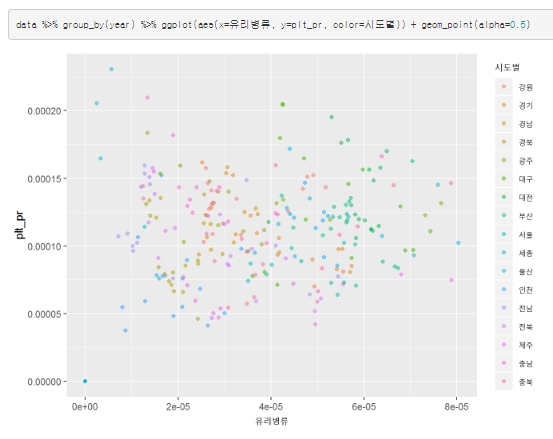 data %>% group_by(year) %>% ggplot(aes(x=유리병류, y=plt_pr, color=시도별)) + geom_point(alpha=0.5)
시도별
강원
경기
경남
경북
광주
대구
대전
부산
서울
세종
울산
인천
전남
전북
제주
충남
충북
plt_pr
0.00020
0.00015
0.00010
0.00005
0.00000
0e+00 2e-05 4e-05 6e-05 8e-05
유리병류